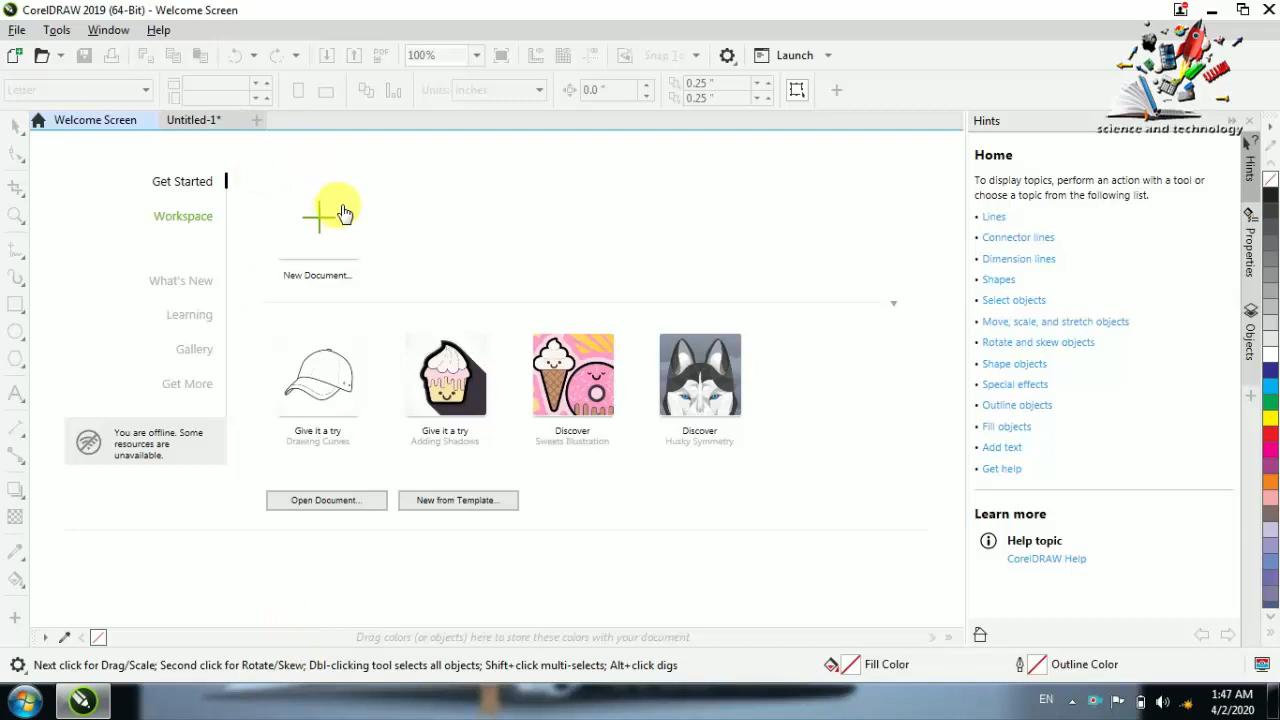 CorelDRAW 2019 (64-Bit) - Welcome Screen
File Tools Window Help
100% Snap To Launch
Letter 0.0 " 0.25 "
0.25 "
Welcome Screen Untitled-1* Hints
science and technology
Get Started
Workspace
What's New
Learning
Gallery
Get More
You are offline. Some
resources are
unavailable.
New Document...
Give it a try
Drawing Curves
Give it a try
Adding Shadows
Discover
Sweets Illustration
Discover
Husky Symmetry
Open Document... New from Template...
Home
To display topics, perform an action with a tool or
choose a topic from the following list.
• Lines
• Connector lines
• Dimension lines
• Shapes
• Select objects
• Move, scale, and stretch objects
• Rotate and skew objects
• Shape objects
• Special effects
• Outline objects
• Fill objects
• Add text
• Get help
Learn more
Help topic
CorelDRAW Help
Hints
Properties
Objects
Drag colors (or objects) here to store these colors with your document
Next click for Drag/Scale; Second click for Rotate/Skew; Dbl-clicking tool selects all objects; Shift+click multi-selects; Alt+click digs
Fill Color Outline Color
EN 1:47 AM
4/2/2020